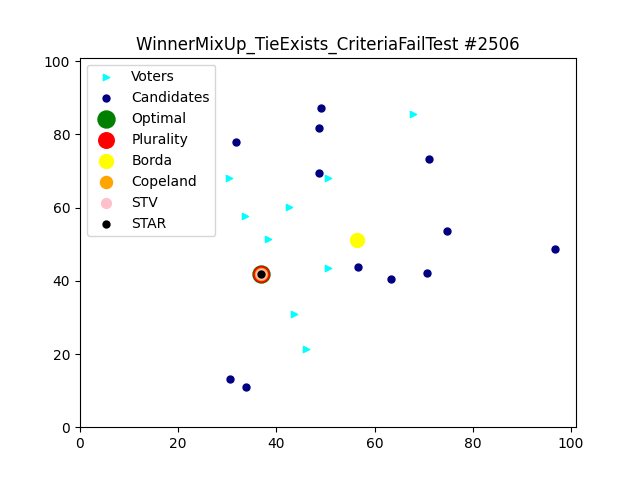 WinnerMixUp_TieExists_CriteriaFailTest #2506
100
80
60
40
20
0
Voters
Candidates
Optimal
Plurality
Borda
Copeland
STV
STAR
0 20 40 60 80 100